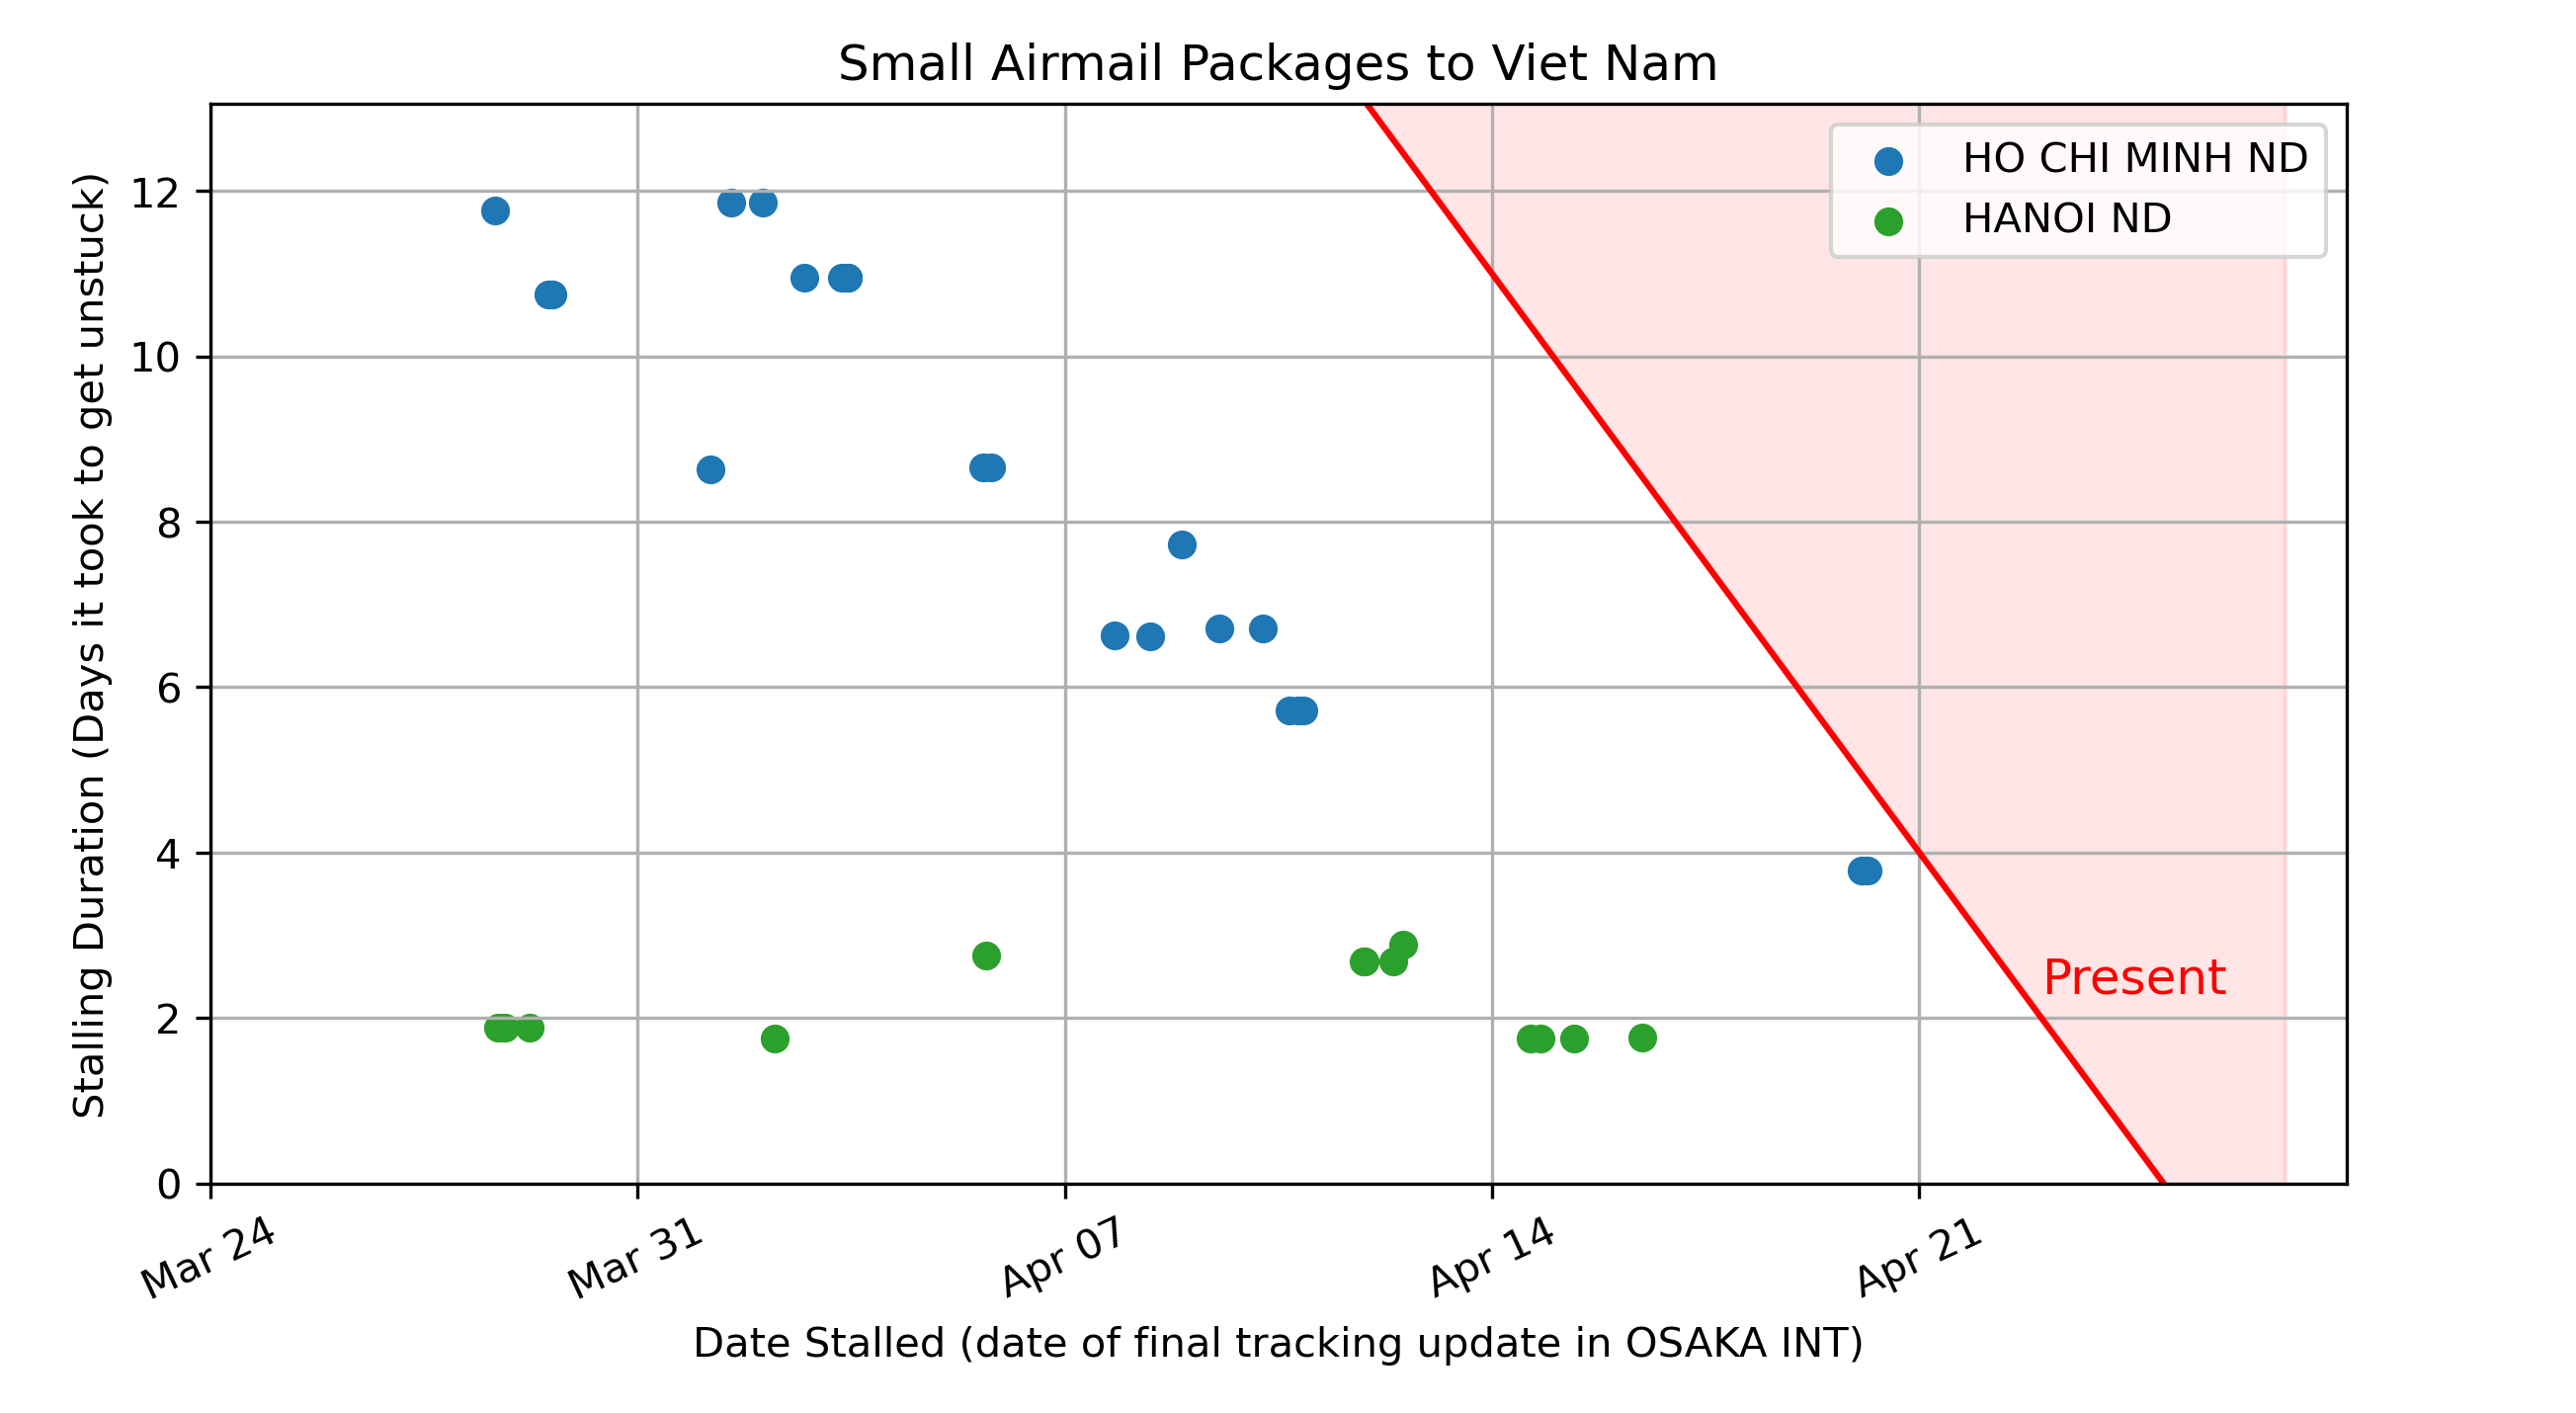 Small Airmail Packages to Viet Nam
Stalling Duration (Days it took to get unstuck)
12
10
8
6
4
2
0
HO CHI MINH ND
HANOI ND
Present
Mar 24
Mar 31
Apr 07
Apr 14
Apr 21
Date Stalled (date of final tracking update in OSAKA INT)